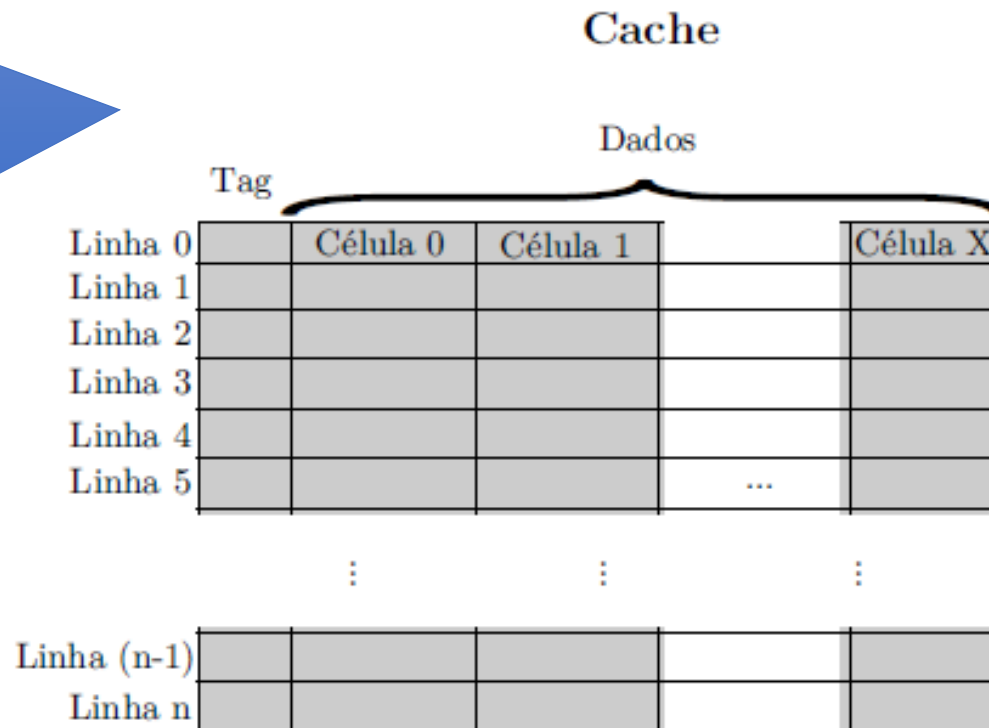 Cache
Dados
Tag
Linha 0 Célula 0 Célula 1 Célula X
Linha 1
Linha 2
Linha 3
Linha 4
Linha 5 ...
⋮ ⋮ ⋮
Linha (n-1)
Linha n